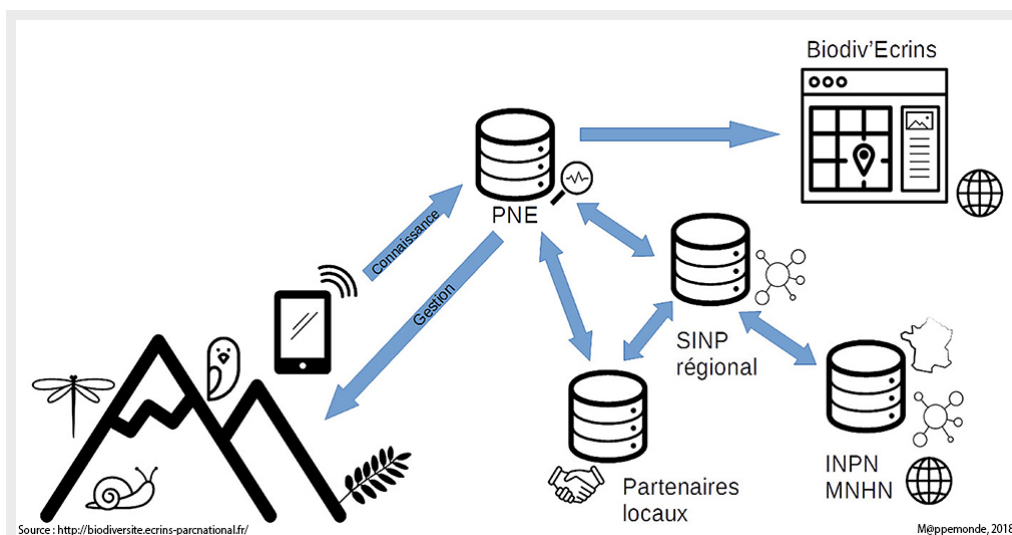 Biodiv'Ecrins
PNE
Connaissance
Gestion
SINP
régional
INPN
MNHN
Partenaires
locaux
Source : http://biodiversite.ecrins-parcnational.fr/
M@ppemonde, 2018